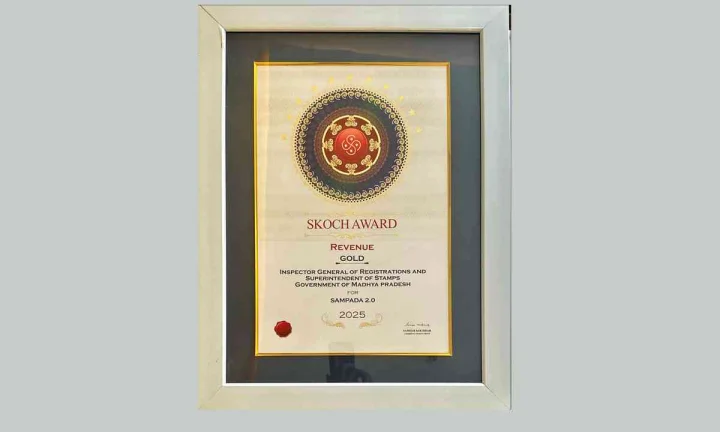 SKOCH AWARD
REVENUE
GOLD
INSPECTOR GENERAL OF REGISTRATIONS AND
SUPERINTENDENT OF STAMPS
GOVERNMENT OF MADHYA PRADESH
FOR
SAMPADA 2.0
2025